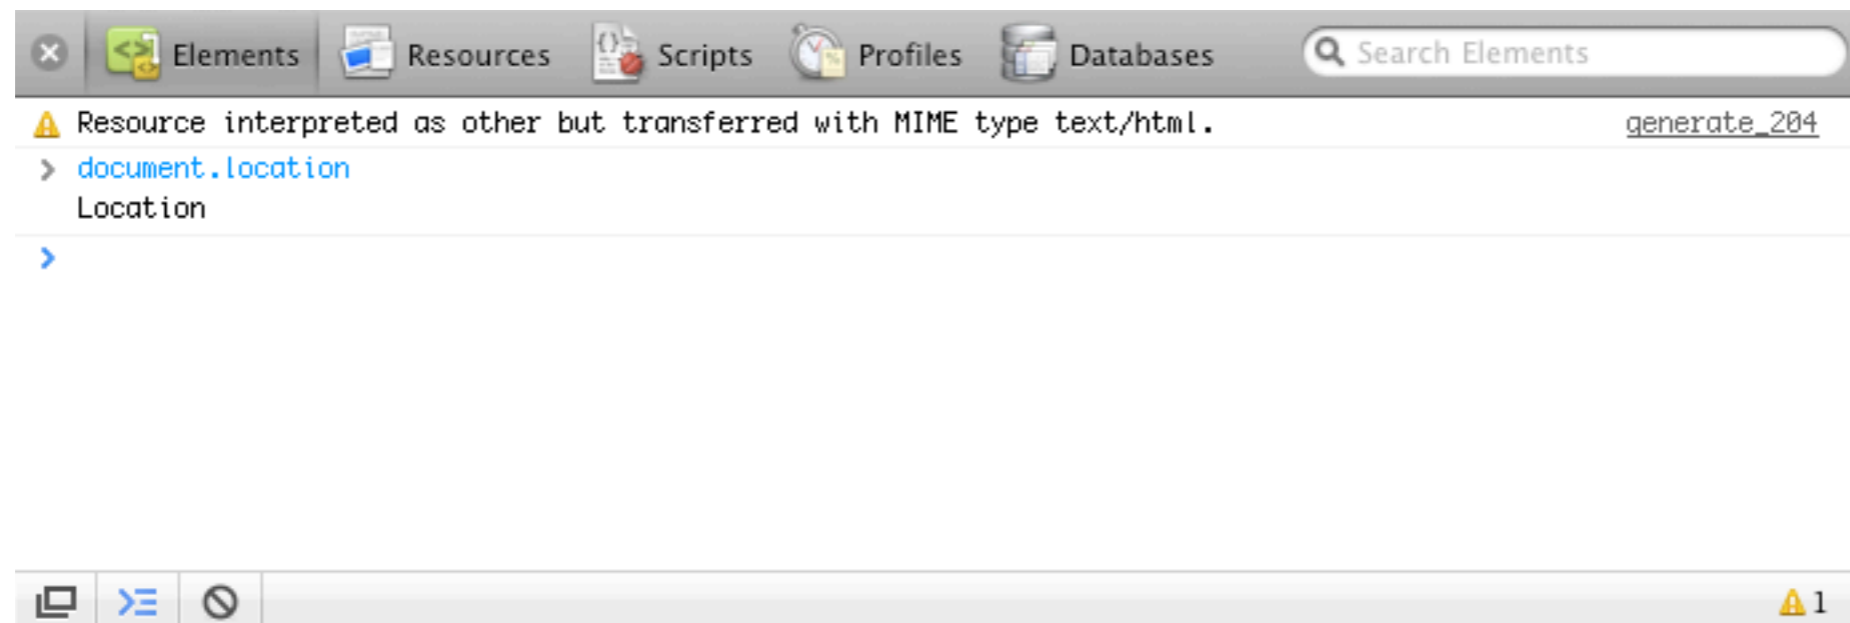 Elements Resources Scripts Profiles Databases Search Elements
Resource interpreted as other but transferred with MIME type text/html. generate_204
document.location
Location
1